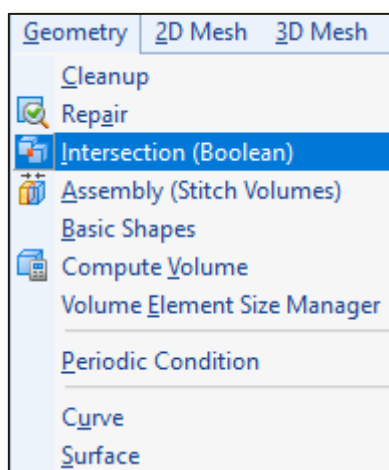 Geometry 2D Mesh 3D Mesh
Cleanup
Repair
Intersection (Boolean)
Assembly (Stitch Volumes)
Basic Shapes
Compute Volume
Volume Element Size Manager
Periodic Condition
Curve
Surface